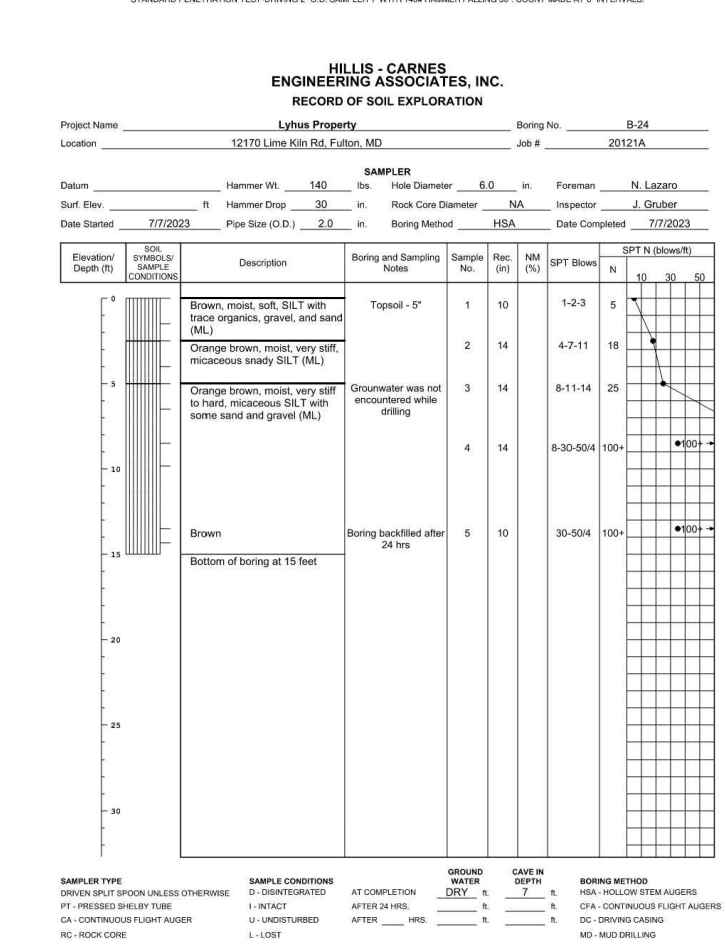 STANDARD PENETRATION TEST-DRIVING 2" O.D. SAMPLER 1' WITH 140# HAMMER FALLING 30": COUNT MADE AT 6" INTERVALS.
HILLIS - CARNES
ENGINEERING ASSOCIATES, INC.
RECORD OF SOIL EXPLORATION
Project Name Lyhus Property Boring No. B-24
Location 12170 Lime Kiln Rd, Fulton, MD Job # 20121A
SAMPLER
Datum Hammer Wt. 140 lbs. Hole Diameter 6.0 in. Foreman N. Lazaro
Surf. Elev. ft Hammer Drop 30 in. Rock Core Diameter NA Inspector J. Gruber
Date Started 7/7/2023 Pipe Size (O.D.) 2.0 in. Boring Method HSA Date Completed 7/7/2023
Elevation/ Depth (ft) SOIL SYMBOLS/ SAMPLE CONDITIONS Description Boring and Sampling Notes Sample No. Rec. (in) NM (%) SPT Blows N SPT N (blows/ft)
10 30 50
0
Brown, moist, soft, SILT with Topsoil - 5" 1 10 1-2-3 5
trace organics, gravel, and sand
(ML)
Orange brown, moist, very stiff, 2 14 4-7-11 18
micaceous snady SILT (ML)
5
Orange brown, moist, very stiff Grounwater was not 3 14 8-11-14 25
to hard, micaceous SILT with encountered while
some sand and gravel (ML) drilling
4 14 8-30-50/4 100+ 100+
10
Brown Boring backfilled after 5 10 30-50/4 100+ 100+
24 hrs
15
Bottom of boring at 15 feet
20
25
30
GROUND CAVE IN
SAMPLER TYPE SAMPLE CONDITIONS WATER DEPTH BORING METHOD
DRIVEN SPLIT SPOON UNLESS OTHERWISE D - DISINTEGRATED AT COMPLETION DRY ft. 7 ft. HSA - HOLLOW STEM AUGERS
PT - PRESSED SHELBY TUBE I - INTACT AFTER 24 HRS. ft. ft. CFA - CONTINUOUS FLIGHT AUGERS
CA - CONTINUOUS FLIGHT AUGER U - UNDISTURBED AFTER HRS. ft. ft. DC - DRIVING CASING
RC - ROCK CORE L - LOST MD - MUD DRILLING